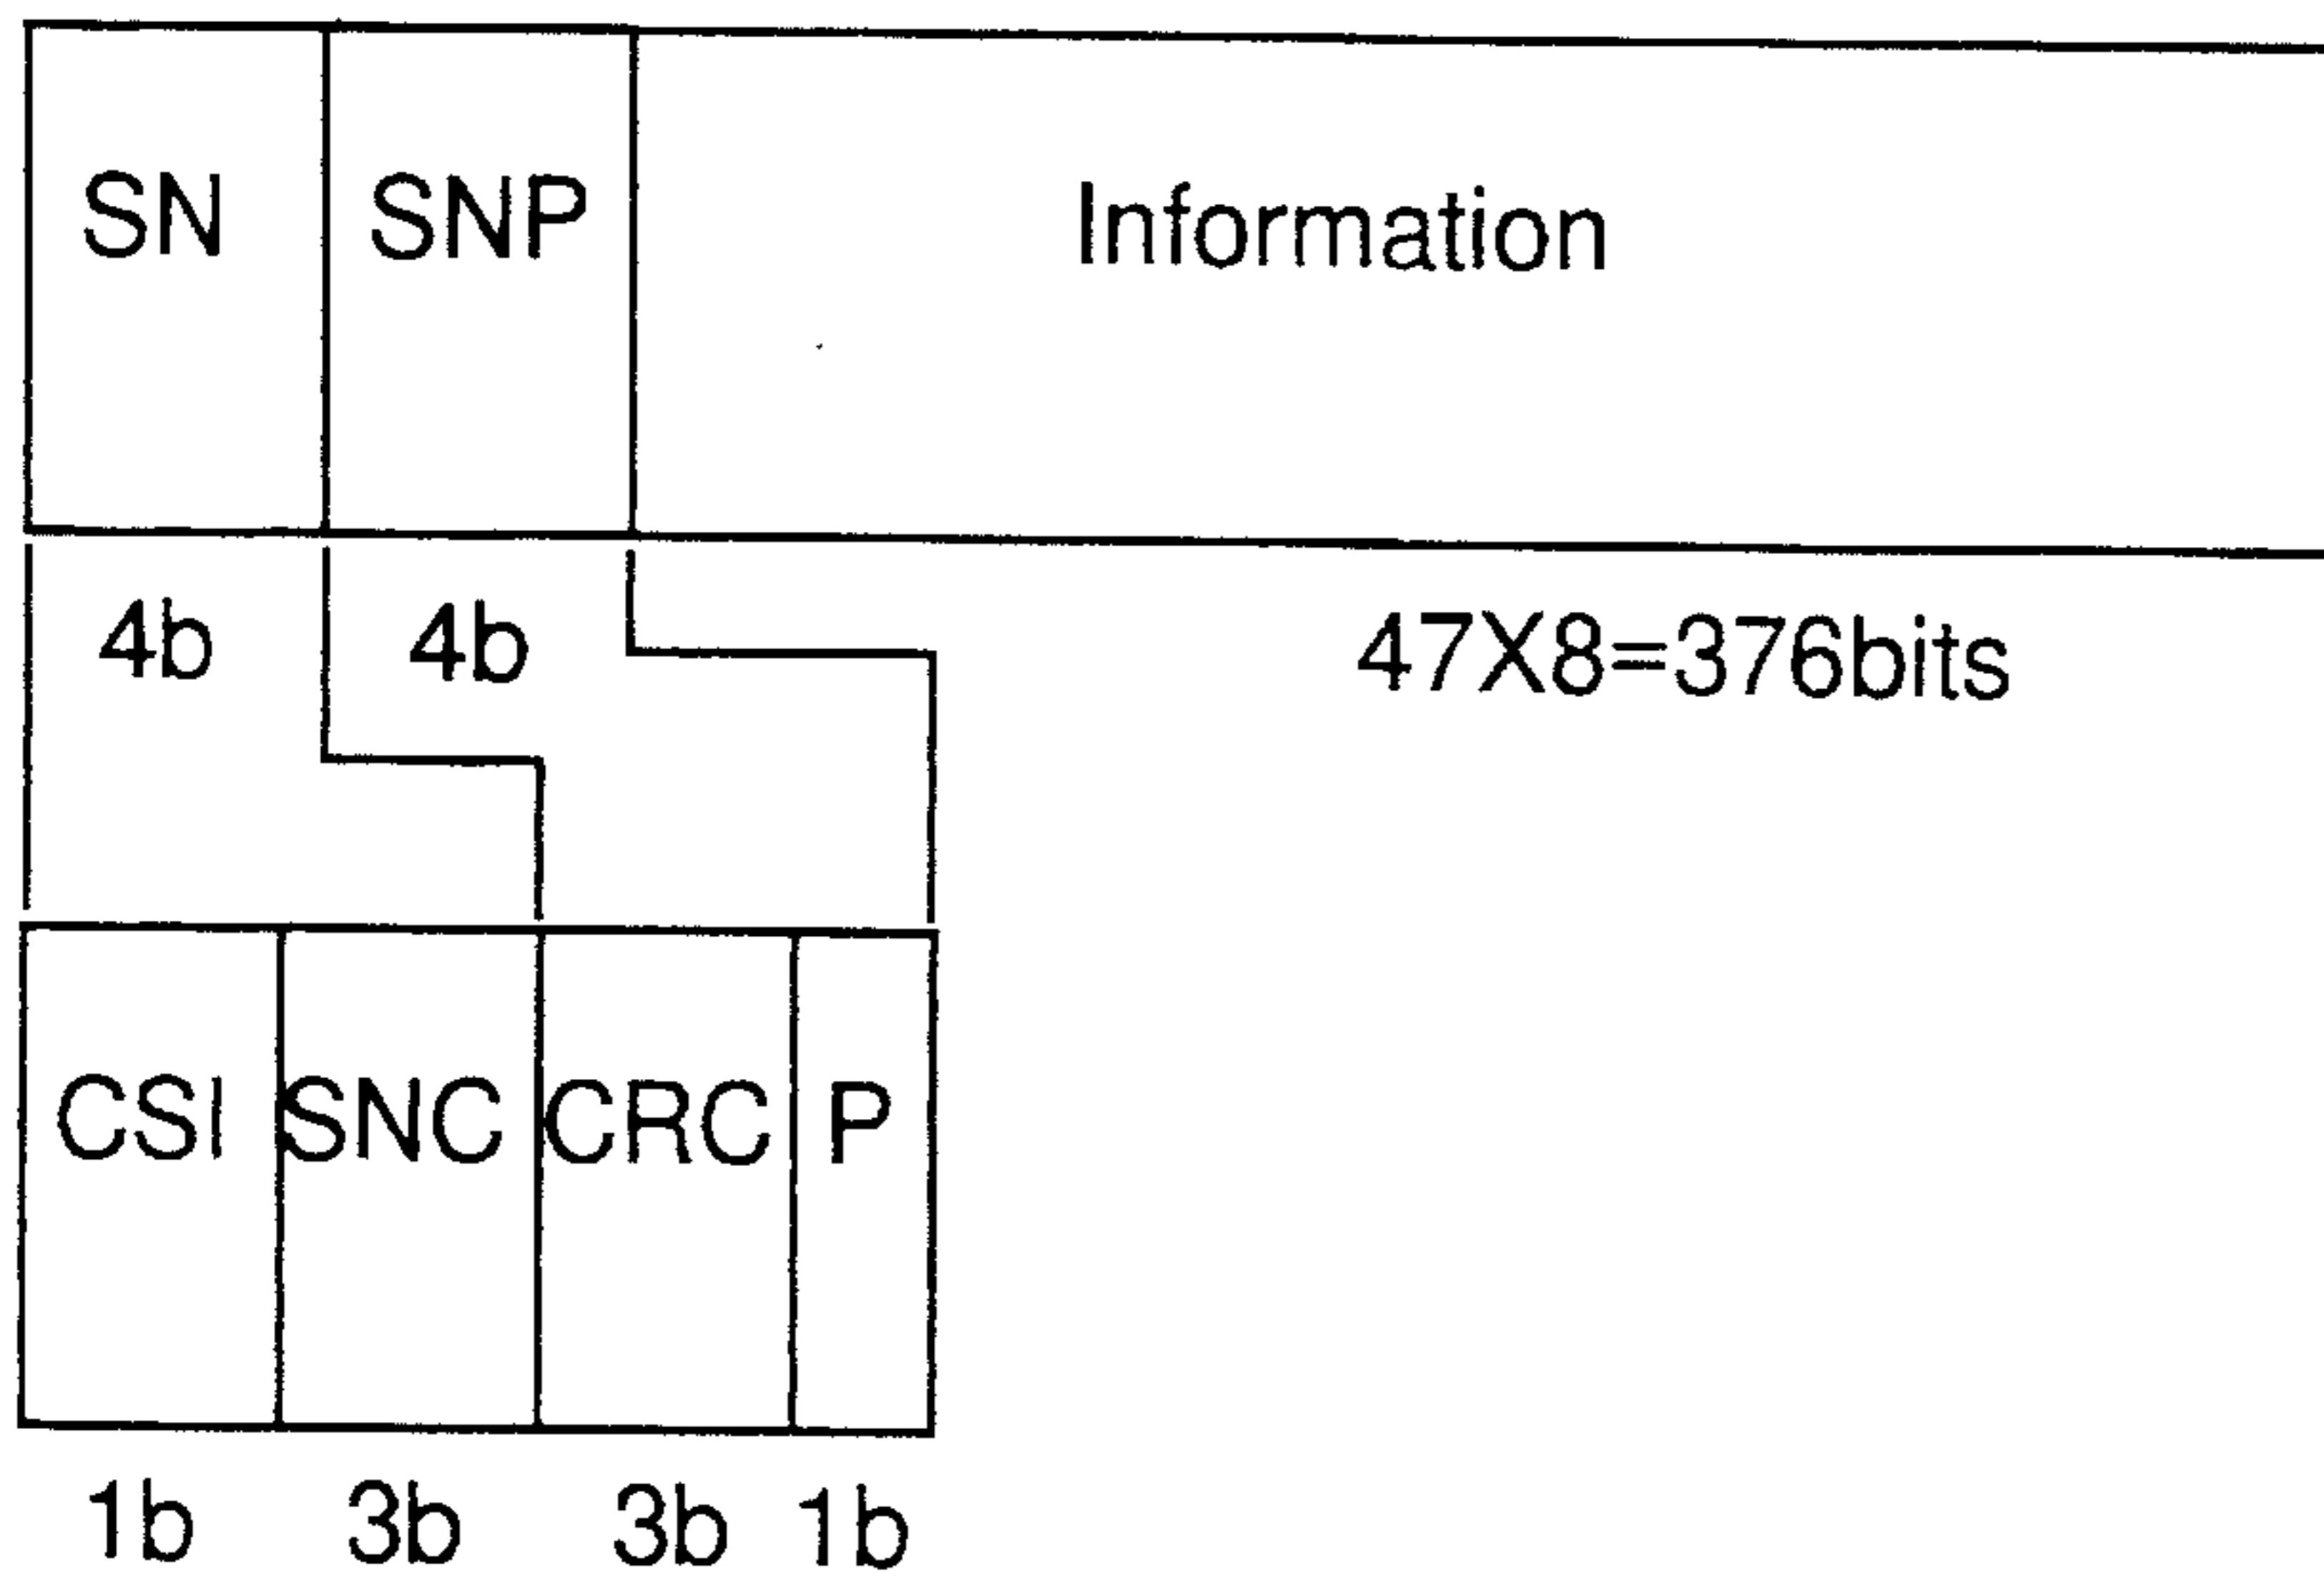 SN SNP Information
4b 4b 47X8=376bits
CSI SNC CRC P
1b 3b 3b 1b